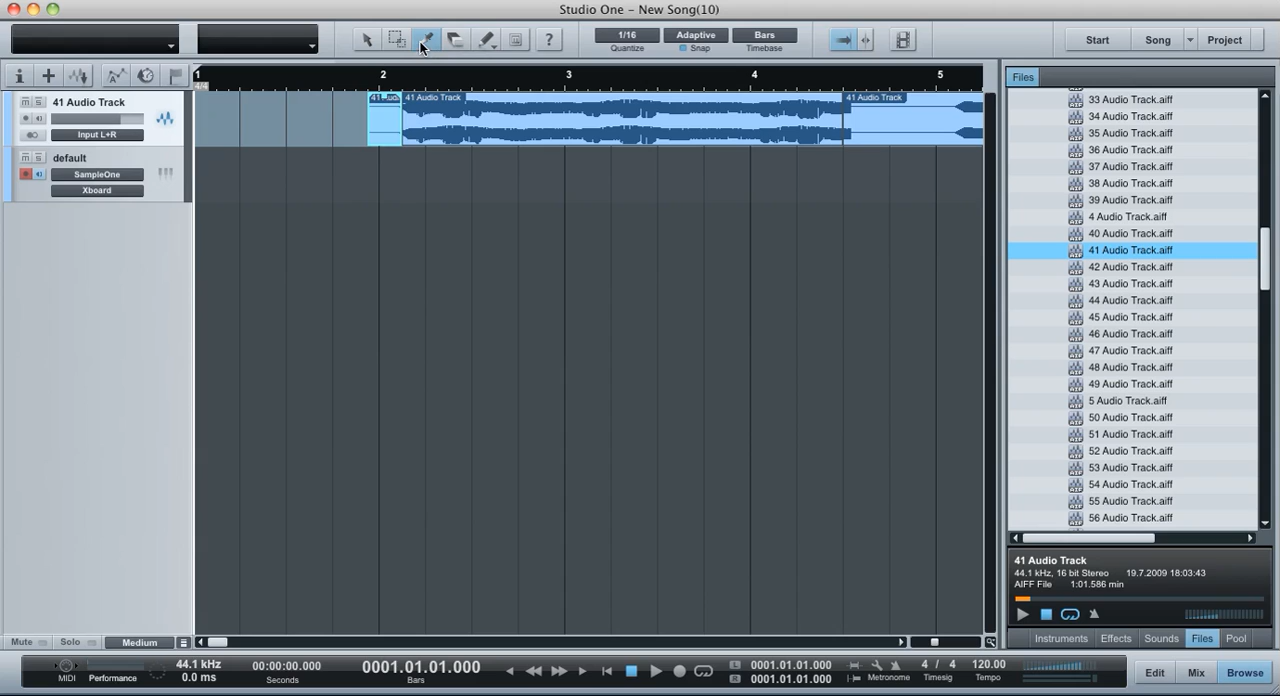 Studio One - New Song(10)
?
1/16
Adaptive
Bars
Quantize
Snap
Timebase
Start
Song
Project
1
2
3
4
5
4/4
Files
41 Audio Track
Input L+R
default
SampleOne
Xboard
41 Audio Track
41 Audio Track
33 Audio Track.aiff
34 Audio Track.aiff
35 Audio Track.aiff
36 Audio Track.aiff
37 Audio Track.aiff
38 Audio Track.aiff
39 Audio Track.aiff
4 Audio Track.aiff
40 Audio Track.aiff
41 Audio Track.aiff
42 Audio Track.aiff
43 Audio Track.aiff
44 Audio Track.aiff
45 Audio Track.aiff
46 Audio Track.aiff
47 Audio Track.aiff
48 Audio Track.aiff
49 Audio Track.aiff
5 Audio Track.aiff
50 Audio Track.aiff
51 Audio Track.aiff
52 Audio Track.aiff
53 Audio Track.aiff
54 Audio Track.aiff
55 Audio Track.aiff
56 Audio Track.aiff
41 Audio Track
44.1 kHz, 16 bit Stereo 19.7.2009 18:03:43
AIFF File 1:01.586 min
Instruments
Effects
Sounds
Files
Pool
Mute
Solo
Medium
MIDI
Performance
44.1 kHz
0.0 ms
00:00:00.000
Seconds
0001.01.01.000
Bars
L 0001.01.01.000
R 0001.01.01.000
Metronome
4 / 4
Timesig
120.00
Tempo
Edit
Mix
Browse